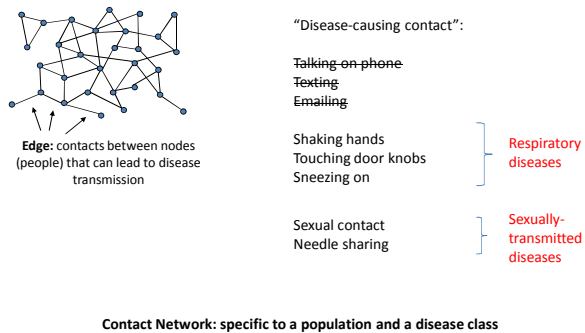 "Disease-causing contact":
Talking on phone
Texting
Emailing
Edge: contacts between nodes
(people) that can lead to disease
transmission
Shaking hands
Touching door knobs
Sneezing on
Respiratory
diseases
Sexual contact
Needle sharing
Sexually-
transmitted
diseases
Contact Network: specific to a population and a disease class